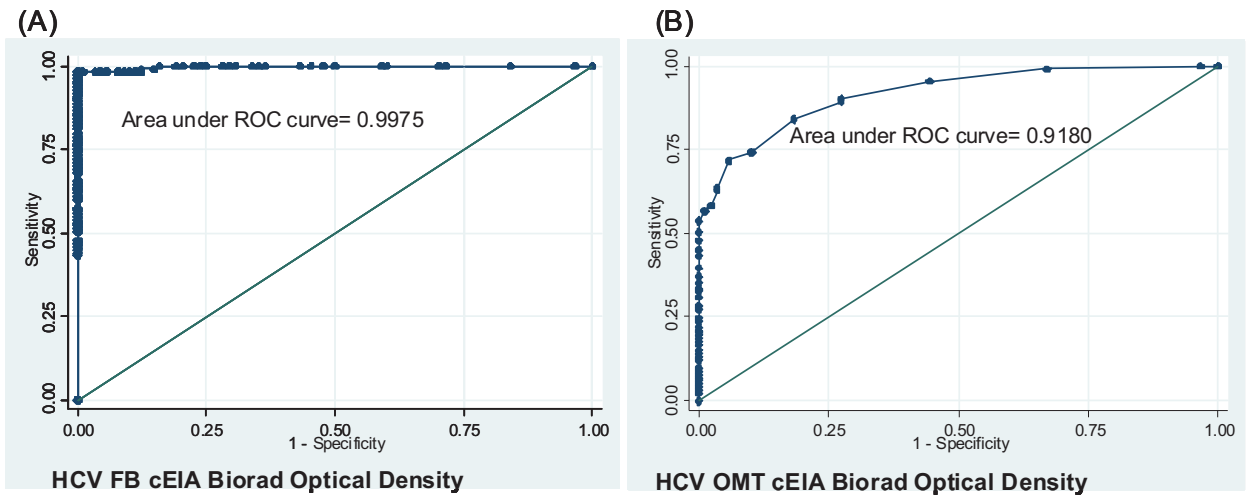 (A)
1.00
0.75
0.50
0.25
0.00
Sensitivity
Area under ROC curve= 0.9975
0.00 0.25 0.50 0.75 1.00
1 - Specificity
HCV FB cEIA Biorad Optical Density
(B)
1.00
0.75
0.50
0.25
0.00
Sensitivity
Area under ROC curve= 0.9180
0.00 0.25 0.50 0.75 1.00
1 - Specificity
HCV OMT cEIA Biorad Optical Density